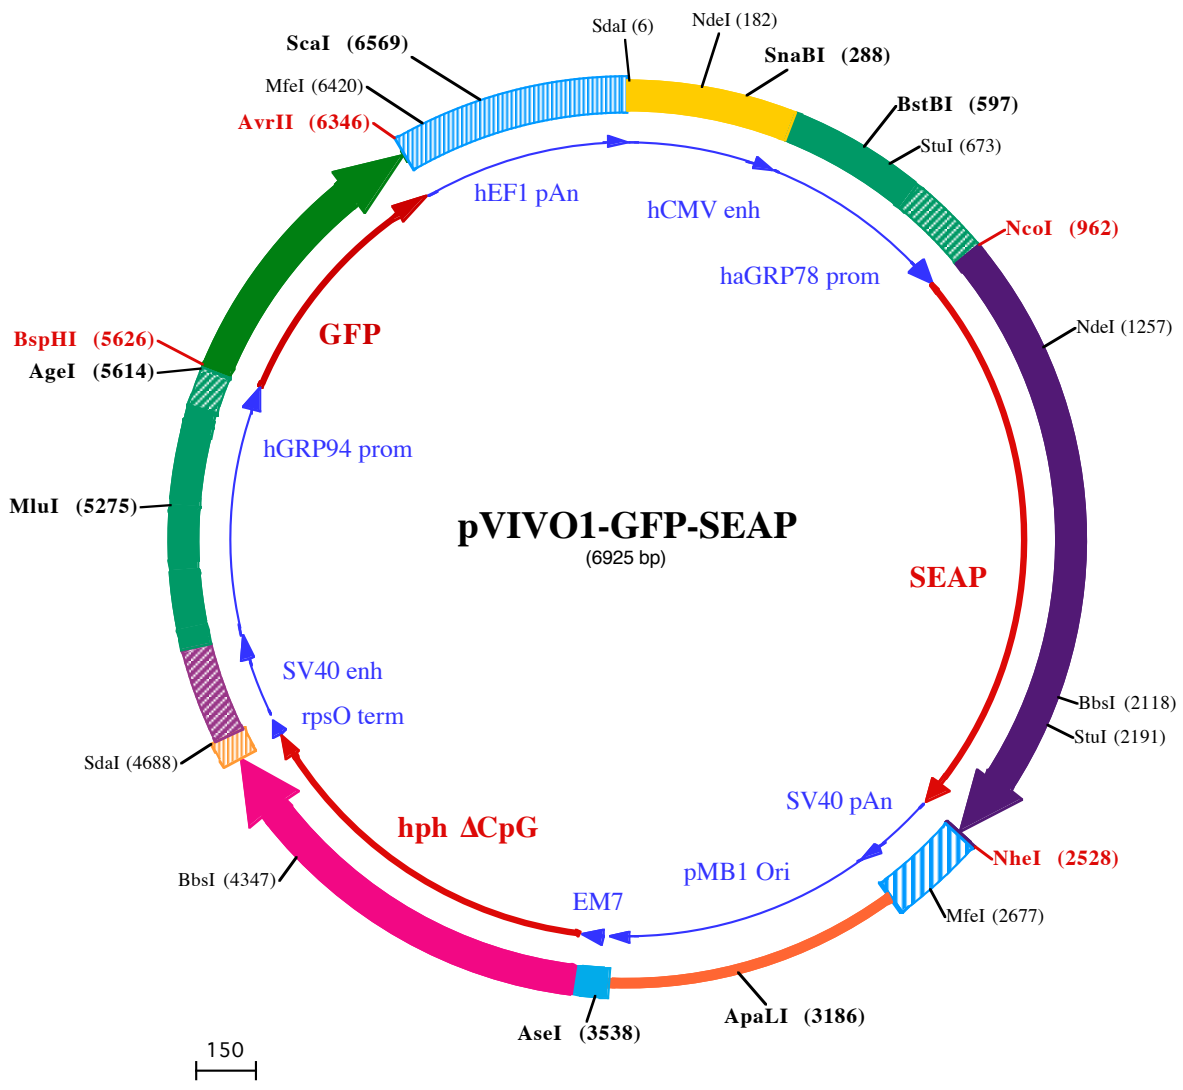 SdaI (6)
NdeI (182)
SnaBI (288)
ScaI (6569)
MfeI (6420)
AvrII (6346)
BstBI (597)
StuI (673)
hEF1 pAn
hCMV enh
NcoI (962)
haGRP78 prom
GFP
NdeI (1257)
BspHI (5626)
AgeI (5614)
hGRP94 prom
MluI (5275)
pVIVO1-GFP-SEAP
(6925 bp)
SEAP
SV40 enh
rpsO term
BbsI (2118)
StuI (2191)
SdaI (4688)
SV40 pAn
hph ΔCpG
NheI (2528)
pMB1 Ori
BbsI (4347)
EM7
MfeI (2677)
ApaLI (3186)
AseI (3538)
150